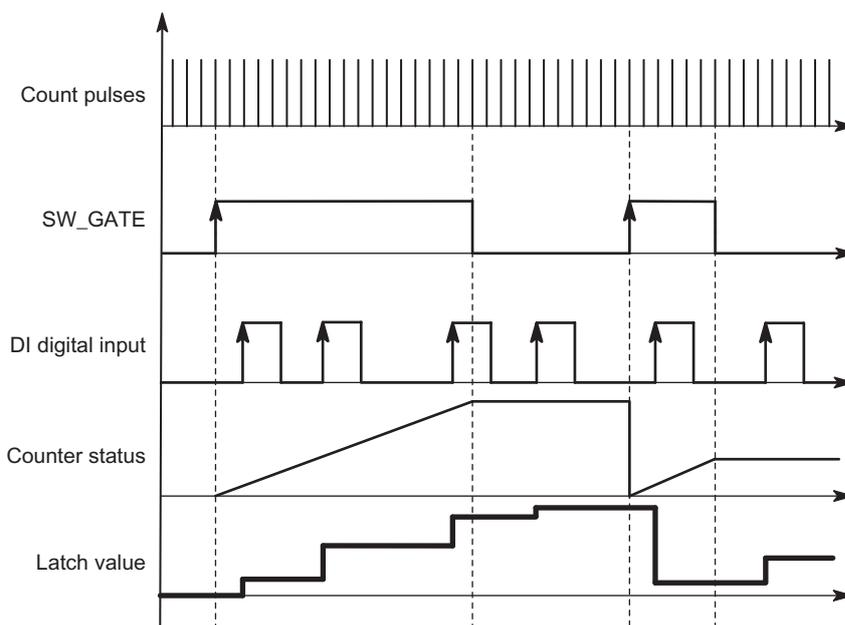 Count pulses
SW_GATE
DI digital input
Counter status
Latch value